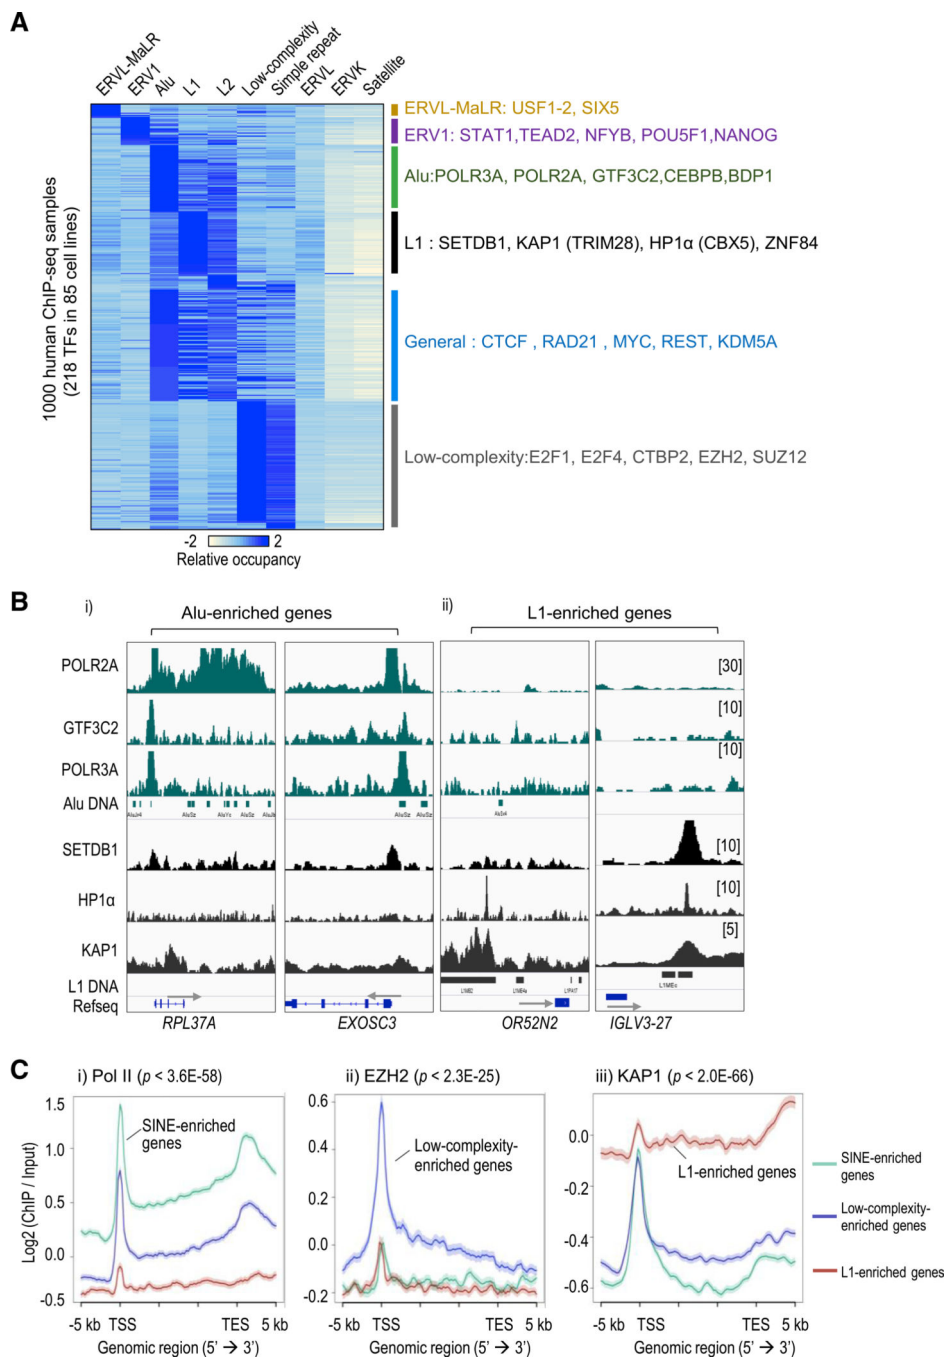 A
ERVL-MaLR
ERV1
Alu
L1
L2
Low-complexity
Simple repeat
ERVL
ERVK
Satellite
1000 human ChIP-seq samples
(218 TFs in 85 cell lines)
ERVL-MaLR: USF1-2, SIX5
ERV1: STAT1,TEAD2, NFYB, POU5F1,NANOG
Alu:POLR3A, POLR2A, GTF3C2,CEBPB,BDP1
L1 : SETDB1, KAP1 (TRIM28), HP1α (CBX5), ZNF84
General : CTCF , RAD21 , MYC, REST, KDM5A
Low-complexity:E2F1, E2F4, CTBP2, EZH2, SUZ12
-2 2
Relative occupancy
B
i) Alu-enriched genes
ii) L1-enriched genes
POLR2A [30]
GTF3C2 [10]
POLR3A [10]
Alu DNA
AluSz AluYc AluSz AluSz AluSz
SETDB1 [10]
HP1α [10]
KAP1 [5]
L1 DNA
L1MB2 L1ME4a L1PA17 L1MEc
Refseq
RPL37A EXOSC3 OR52N2 IGLV3-27
C
i) Pol II (p < 3.6E-58)
ii) EZH2 (p < 2.3E-25)
iii) KAP1 (p < 2.0E-66)
Log2 (ChIP / Input)
1.5
1.0
0.5
0.0
-0.5
SINE-enriched
genes
-5 kb TSS TES 5 kb
Genomic region (5' → 3')
0.6
0.4
0.2
0.0
-0.2
Low-complexity-
enriched genes
-5 kb TSS TES 5 kb
Genomic region (5' → 3')
0.0
-0.2
-0.4
-0.6
L1-enriched genes
-5 kb TSS TES 5 kb
Genomic region (5' → 3')
SINE-enriched
genes
Low-complexity-
enriched genes
L1-enriched genes